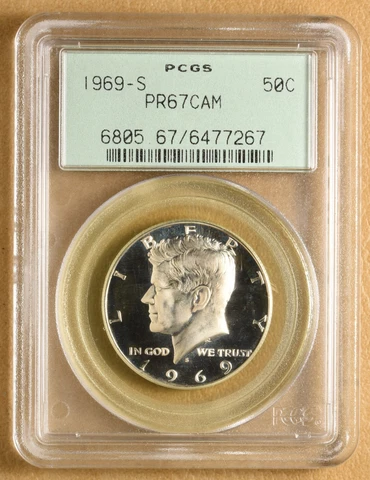 PCGS
1969-S 50C
PR67CAM
6805 67/6477267
LIBERTY
IN GOD WE TRUST
1969
PCGS